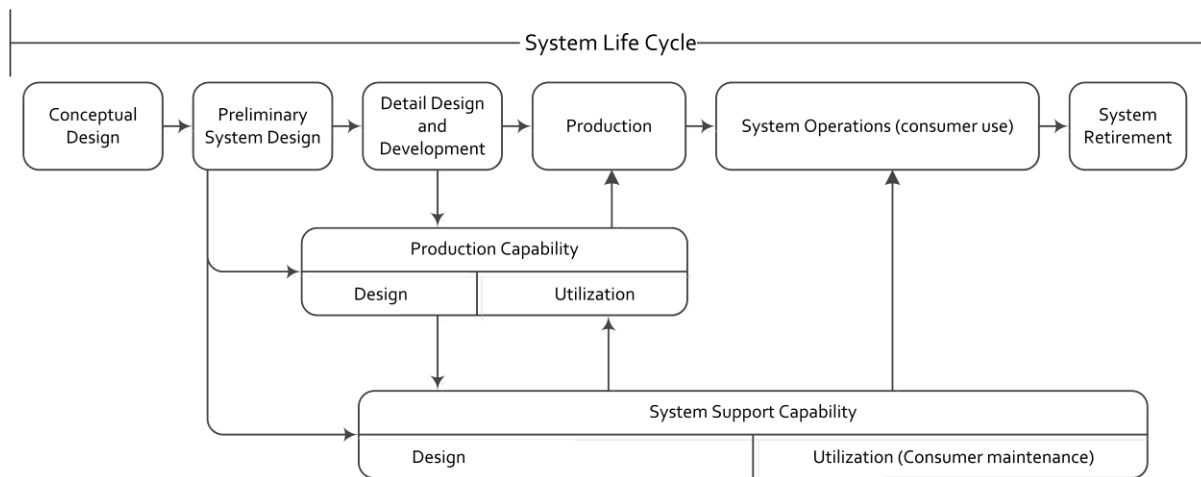 System Life Cycle
Conceptual
Design
Preliminary
System Design
Detail Design
and
Development
Production
System Operations (consumer use)
System
Retirement
Production Capability
Design
Utilization
System Support Capability
Design
Utilization (Consumer maintenance)